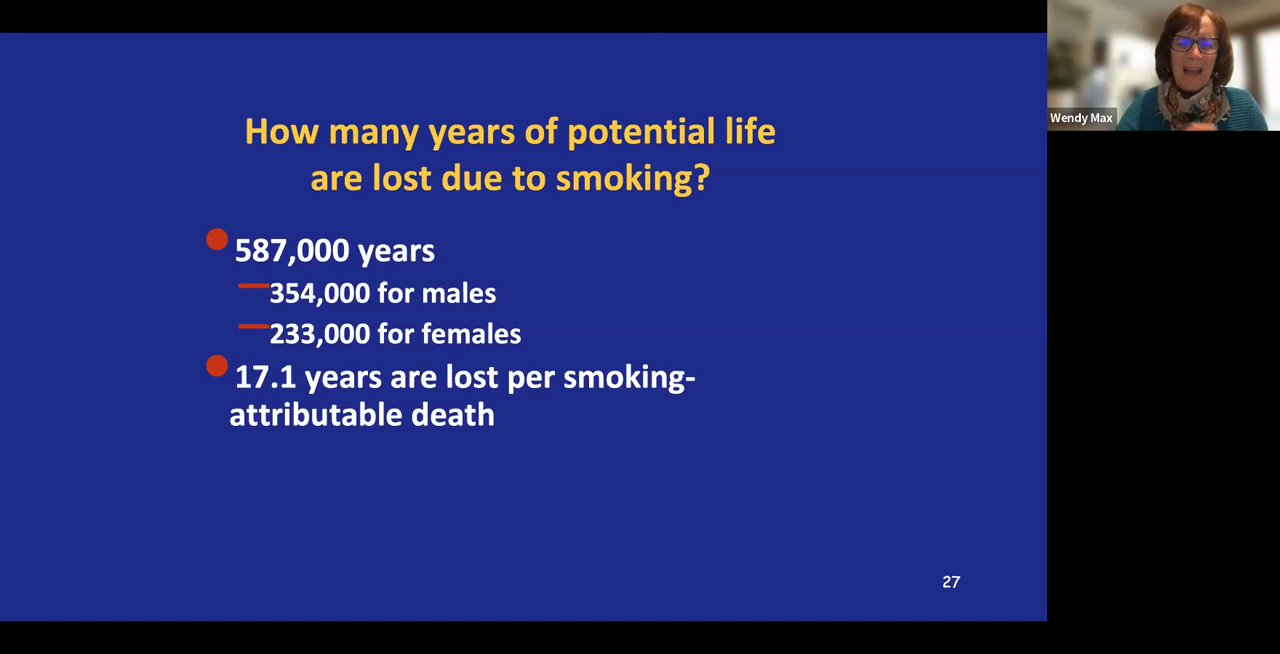 How many years of potential life
are lost due to smoking?
587,000 years
354,000 for males
233,000 for females
17.1 years are lost per smoking-
attributable death
27
Wendy Max